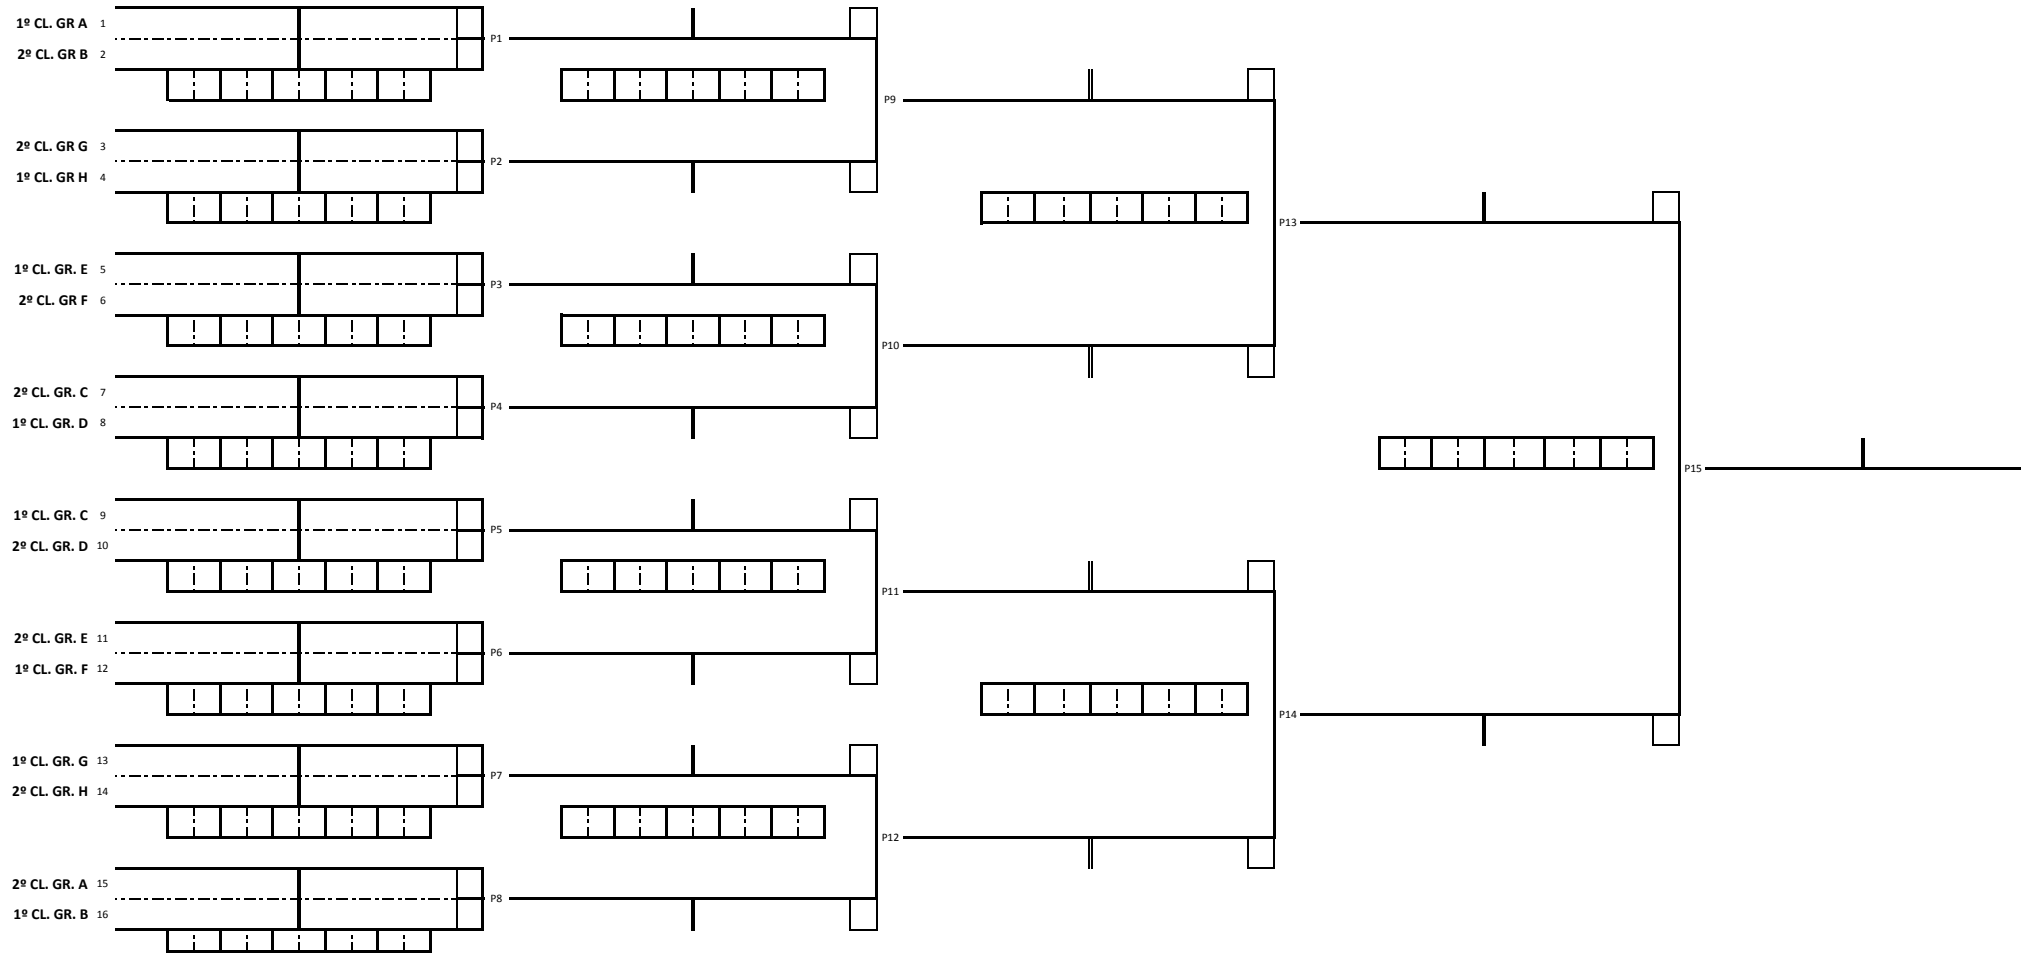 1º CL. GR A 1
P1
2º CL. GR B 2
P9
2º CL. GR G 3
P2
1º CL. GR H 4
P13
1º CL. GR. E 5
P3
2º CL. GR F 6
P10
2º CL. GR. C 7
P4
1º CL. GR. D 8
P15
1º CL. GR. C 9
P5
2º CL. GR. D 10
P11
2º CL. GR. E 11
P6
1º CL. GR. F 12
P14
1º CL. GR. G 13
P7
2º CL. GR. H 14
P12
2º CL. GR. A 15
P8
1º CL. GR. B 16